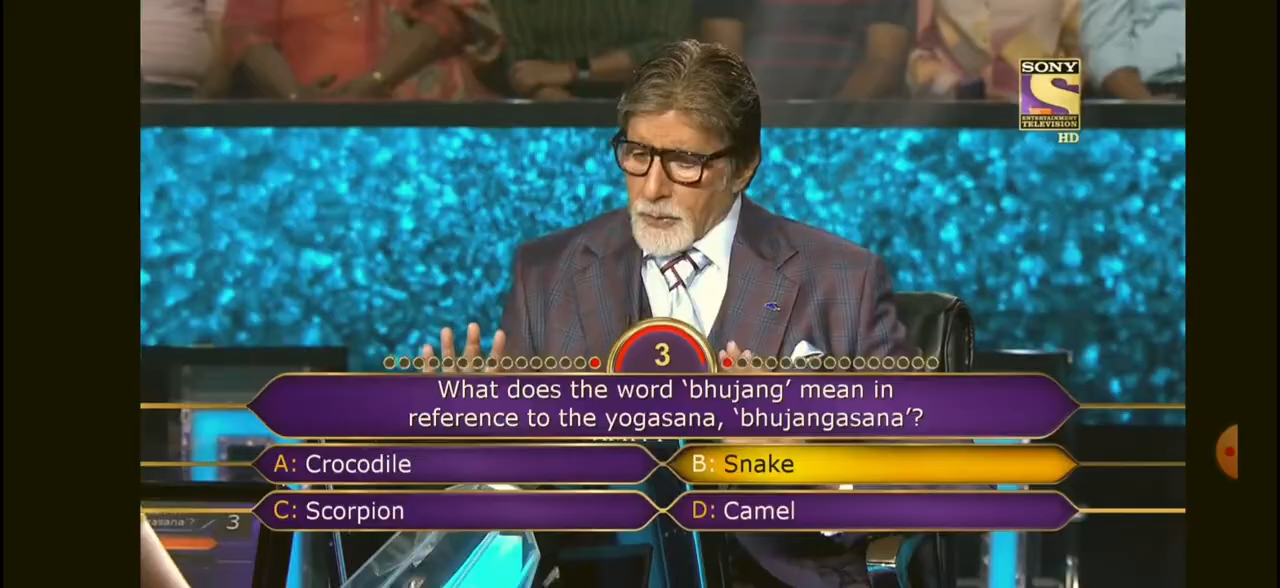 SONY
ENTERTAINMENT
TELEVISION
HD
3
What does the word ‘bhujang’ mean in
reference to the yogasana, ‘bhujangasana’?
A: Crocodile
B: Snake
C: Scorpion
D: Camel
3